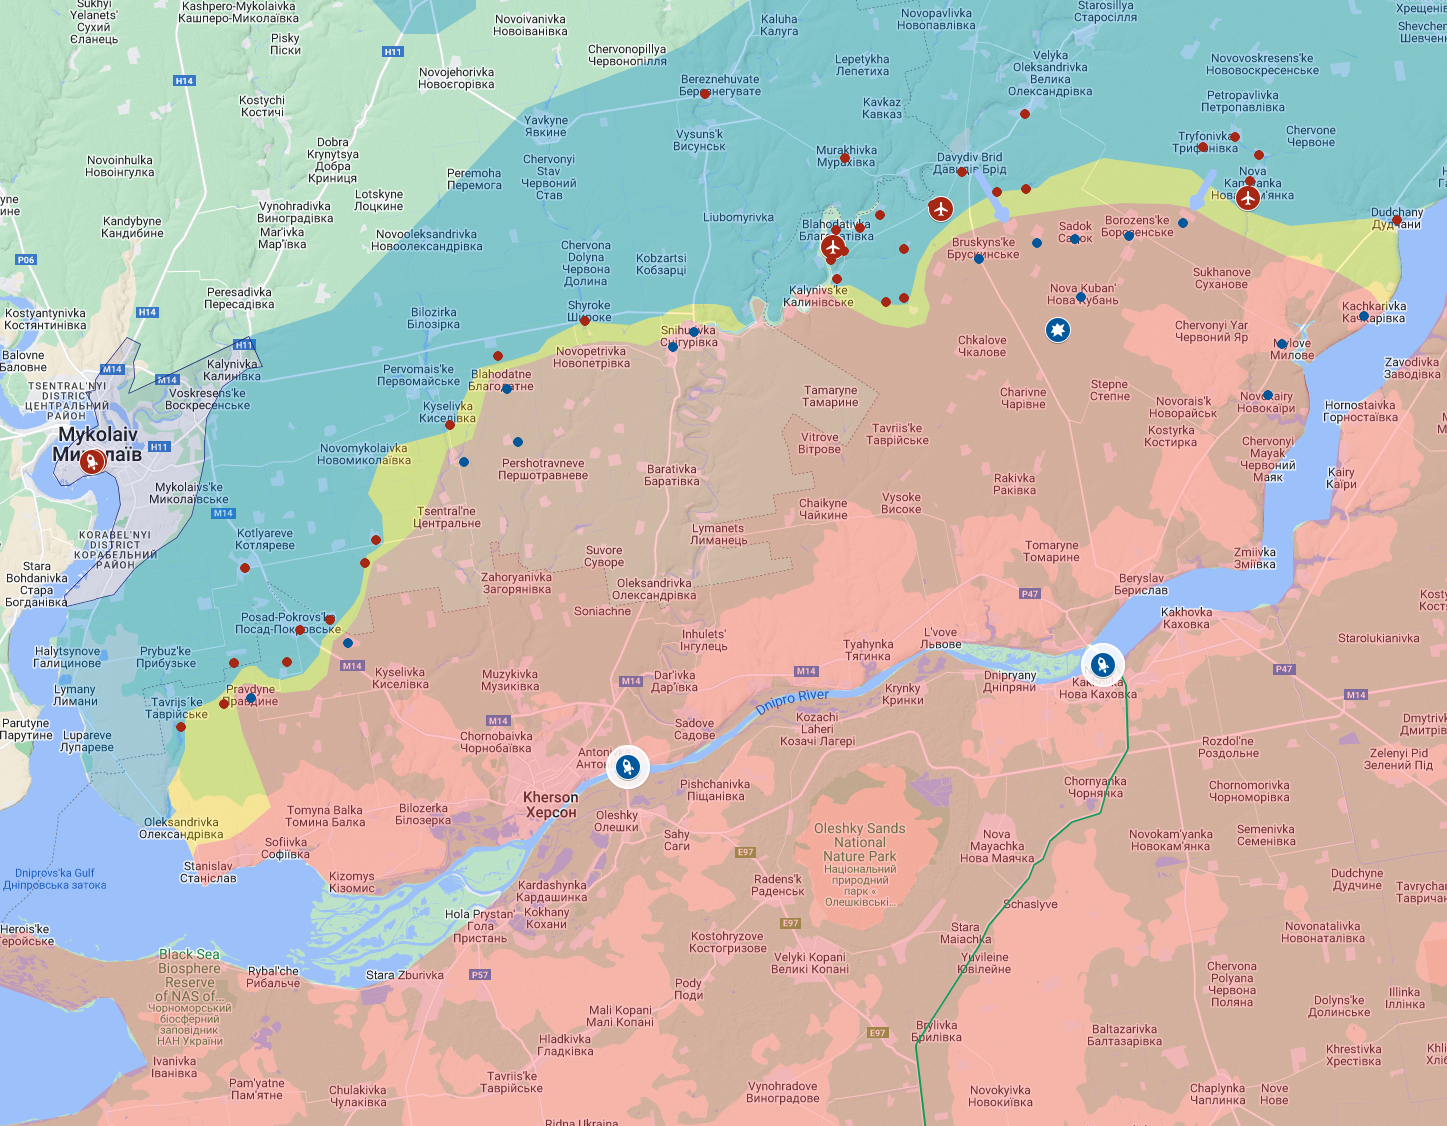 Sukhyi
Yelanets'
Сухий
Єланець
Kashpero-Mykolaivka
Кашперо-Миколаївка
Novoivanivka
Новоіванівка
Kaluha
Калуга
Novopavlivka
Новопавлівка
Starosillya
Старосілля
Хрещені
Shevchen
Шевченк
Pisky
Піски
H11
Chervonopillya
Червонопілля
Velyka
Oleksandrivka
Велика
Олександрівка
Lepetykha
Лепетиха
Novovoskresens'ke
Нововоскресенське
H14
Novojehorivka
Новоєгорівка
Bereznehuvate
Березнегувате
Petropavlivka
Петропавлівка
Kostychi
Костичі
Kavkaz
Кавказ
Yavkyne
Явкине
Vysuns'k
Висунськ
Tryfonivka
Трифонівка
Chervone
Червоне
Dobra
Krynytsya
Добра
Криниця
Novoinhulka
Новоінгулка
Chervonyi
Stav
Червоний
Став
Murakhivka
Мурахівка
Davydiv Brid
Давидів Брід
Peremoha
Перемога
Nova
Kamianka
Lotskyne
Лоцкине
Vynohradivka
Виноградівка
Mar'ivka
Мар'ївка
yne
ине
Kandybyne
Кандибине
Liubomyrivka
Blahodativka
Благодатівка
Dudchany
Дудчани
Novooleksandrivka
Новоолександрівка
Borozens'ke
Борозенське
Sadok
Садок
Bruskyns'ke
Брускинське
Chervona
Dolyna
Червона
Долина
Kobzartsi
Кобзарці
P06
Sukhanove
Суханове
Peresadivka
Пересадівка
Kalynivs'ke
Калинівське
Nova Kuban'
Нова Кубань
Kostyantynivka
Костянтинівка
H14
Shyroke
Широке
Bilozirka
Білозірка
Kachkarivka
Качкарівка
Snihurivka
Снігурівка
Chervonyi Yar
Червоний Яр
H11
Chkalove
Чкалове
Mylove
Милове
Balovne
Баловне
Novopetrivka
Новопетрівка
Kalynivka
Калинівка
M14
M14
Pervomais'ke
Первомайське
Blahodatne
Благодатне
Zavodivka
Заводівка
TSENTRAL'NYI
DISTRICT
ЦЕНТРАЛЬНИЙ
РАЙОН
Voskresens'ke
Воскресенське
Tamaryne
Тамарине
Charivne
Чарівне
Stepne
Степне
Novorais'k
Новорайськ
Novokairy
Новокаїри
Hornostaivka
Горностаївка
Kyselivka
Киселівка
Mykolaiv
Миколаїв
H11
Vitrove
Вітрове
Tavriis'ke
Таврійське
Kostyrka
Костирка
Chervonyi
Mayak
Червоний
Маяк
Novomykolaivka
Новомиколаївка
Pershotravneve
Першотравневе
Barativka
Баратівка
Rakivka
Раківка
Kairy
Каїри
Mykolaivs'ke
Миколаївське
M14
Tsentral'ne
Центральне
Chaikyne
Чайкине
Vysoke
Високе
KORABEL'NYI
DISTRICT
КОРАБЕЛЬНИЙ
РАЙОН
Kotlyareve
Котляреве
Lymanets
Лиманець
Tomaryne
Томарине
Zmiivka
Зміївка
Suvore
Суворе
Stara
Bohdanivka
Стара
Богданівка
Zahoryanivka
Загорянівка
Oleksandrivka
Олександрівка
P47
Beryslav
Берислав
Soniachne
Kakhovka
Каховка
Posad-Pokrovs'ke
Посад-Покровське
Inhulets'
Інгулець
L'vove
Львове
Starolukianivka
Halytsynove
Галицинове
Prybuz'ke
Прибузьке
M14
Tyahynka
Тягинка
P47
Kyselivka
Киселівка
Muzykivka
Музиківка
M14
Dar'ivka
Дар'ївка
M14
Dnipryany
Дніпряни
Нова Каховка
M14
Lymany
Лимани
Pravdyne
Правдине
Krynky
Кринки
Dnipro River
Tavrijs'ke
Таврійське
M14
Parutyne
Парутине
Sadove
Садове
Kozachi
Laheri
Козачі Лагері
Lupareve
Лупареве
Chornobaivka
Чорнобаївка
Rozdol'ne
Роздольне
Zelenyi Pid
Зелений Під
Pishchanivka
Піщанівка
Chornyanka
Чорнянка
Chornomorivka
Чорноморівка
Kherson
Херсон
Tomyna Balka
Томина Балка
Bilozerka
Білозерка
Oleshky
Олешки
Oleksandrivka
Олександрівка
Sahy
Саги
Oleshky Sands
National
Nature Park
Національний
природний
парк «
Олешківські...
Nova
Mayachka
Нова Маячка
Novokam'yanka
Новокам'янка
Semenivka
Семенівка
Sofiivka
Софіївка
E97
Stanislav
Станіслав
Kizomys
Кізомис
Dniprovs'ka Gulf
Дніпровська затока
Kardashynka
Кардашинка
Radens'k
Раденськ
Dudchyne
Дудчине
Schaslyve
Hola Prystan'
Гола
Пристань
Kokhany
Кохани
E97
Stara
Maiachka
Novonatalivka
Новонаталівка
Herois'ke
Геройське
Kostohryzove
Костогризове
Black Sea
Biosphere
Reserve
of NAS of...
Чорноморський
біосферний
заповідник
НАН України
Rybal'che
Рибальче
Stara Zburivka
P57
Velyki Kopani
Великі Копані
Yuvileine
Ювілейне
Chervona
Polyana
Червона
Поляна
Pody
Поди
Dolyns'ke
Долинське
Illinka
Іллінка
Mali Kopani
Малі Копані
E97
Brylivka
Брилівка
Baltazarivka
Балтазарівка
Hladkivka
Гладківка
Khrestivka
Хрестівка
Ivanivka
Іванівка
Pam'yatne
Пам'ятне
Chulakivka
Чулаківка
Tavriis'ke
Таврійське
Vynohradove
Виноградове
Novokyivka
Новокиївка
Chaplynka
Чаплинка
Nove
Нове
Ridna Ukraina